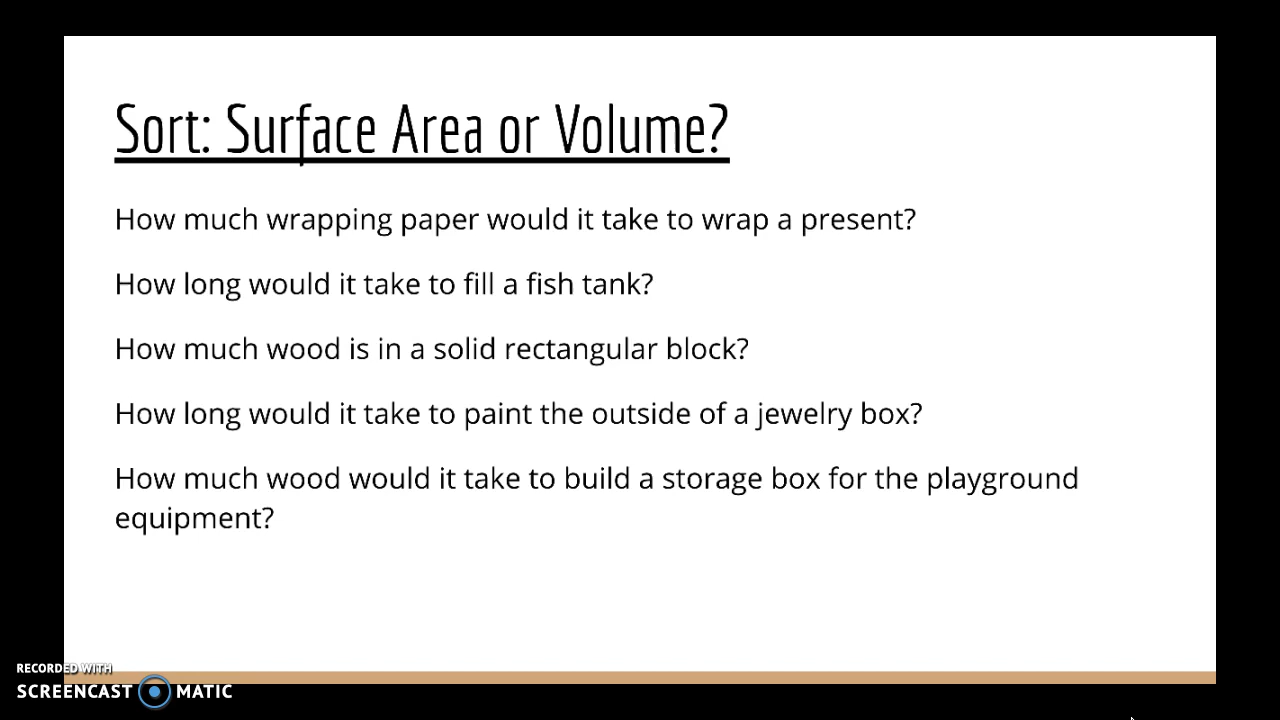 Sort: Surface Area or Volume?
How much wrapping paper would it take to wrap a present?
How long would it take to fill a fish tank?
How much wood is in a solid rectangular block?
How long would it take to paint the outside of a jewelry box?
How much wood would it take to build a storage box for the playground
equipment?
RECORDED WITH
SCREENCAST MATIC